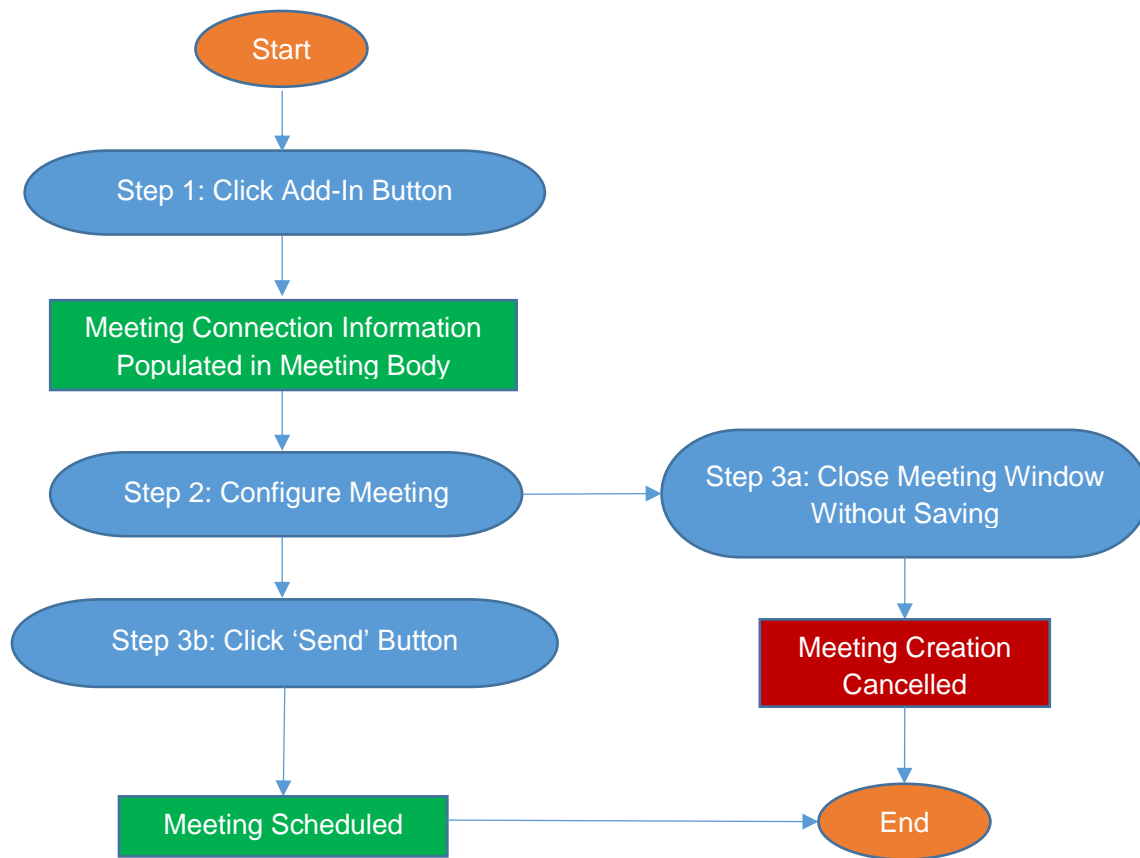 Start
Step 1: Click Add-In Button
Meeting Connection Information
Populated in Meeting Body
Step 2: Configure Meeting
Step 3a: Close Meeting Window
Without Saving
Step 3b: Click ‘Send’ Button
Meeting Creation
Cancelled
Meeting Scheduled
End